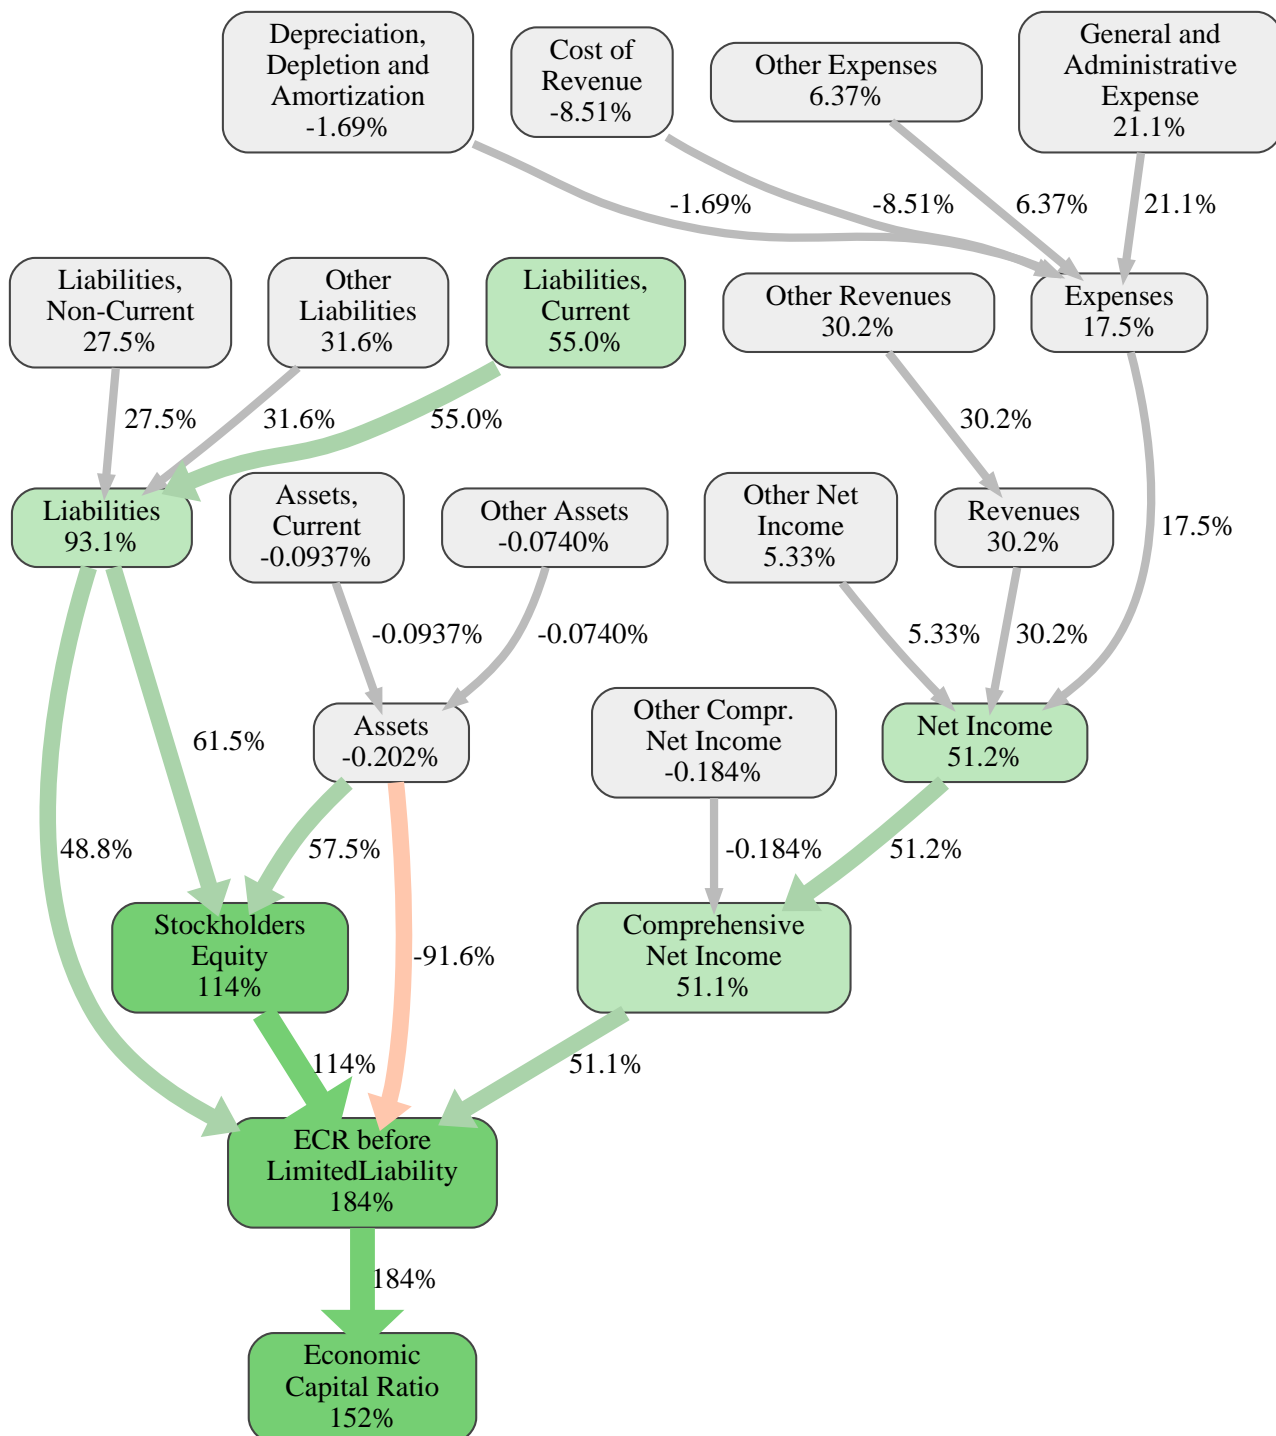 Depreciation,
Depletion and
Amortization
-1.69%
Cost of
Revenue
-8.51%
Other Expenses
6.37%
General and
Administrative
Expense
21.1%
-1.69%
-8.51%
6.37%
21.1%
Liabilities,
Non-Current
27.5%
Other
Liabilities
31.6%
Liabilities,
Current
55.0%
Other Revenues
30.2%
Expenses
17.5%
27.5%
31.6%
55.0%
30.2%
Liabilities
93.1%
Assets,
Current
-0.0937%
Other Assets
-0.0740%
Other Net
Income
5.33%
Revenues
30.2%
17.5%
-0.0937%
-0.0740%
5.33%
30.2%
61.5%
Assets
-0.202%
Other Compr.
Net Income
-0.184%
Net Income
51.2%
48.8%
57.5%
-0.184%
51.2%
Stockholders
Equity
114%
-91.6%
Comprehensive
Net Income
51.1%
114%
51.1%
ECR before
LimitedLiability
184%
184%
Economic
Capital Ratio
152%